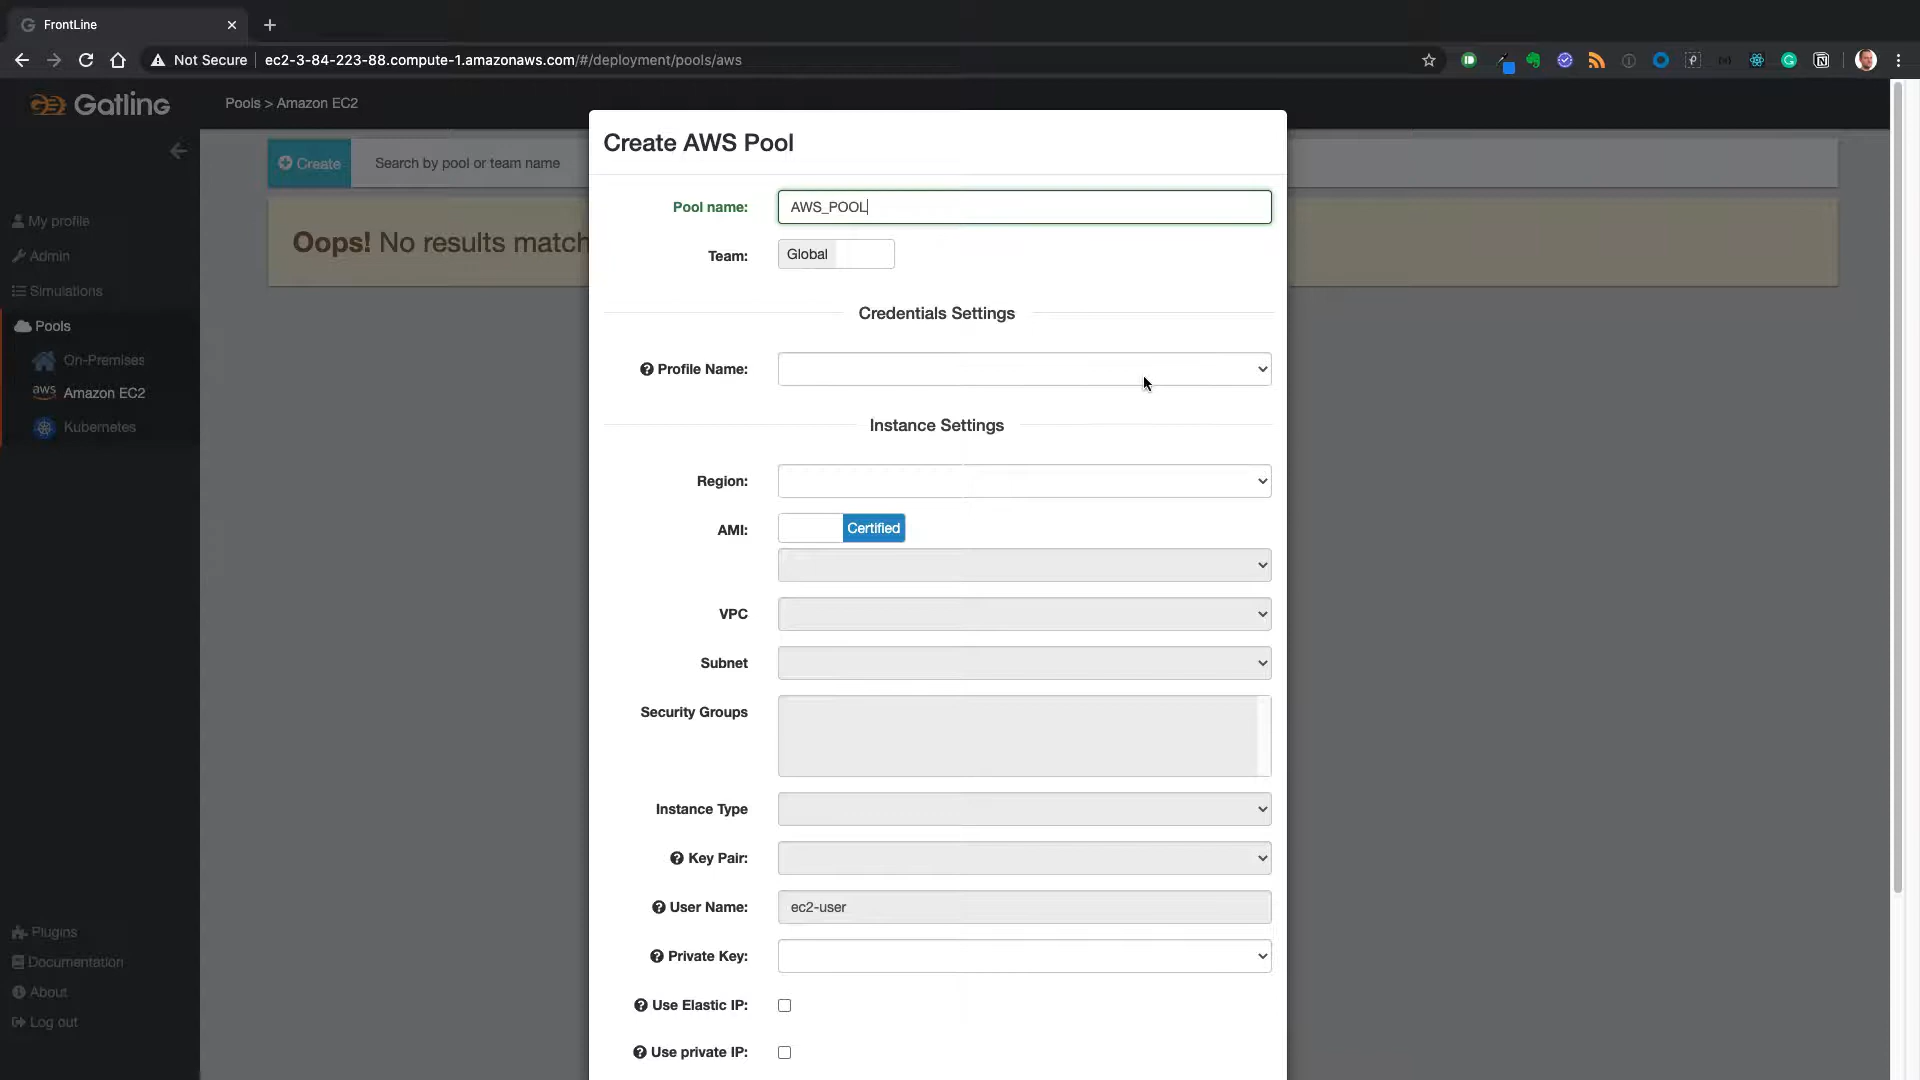 FrontLine
Not Secure
ec2-3-84-223-88.compute-1.amazonaws.com/#/deployment/pools/aws
Gatling
Pools > Amazon EC2
Create
Search by pool or team name
Oops! No results match
My profile
Admin
Simulations
Pools
On-Premises
aws
Amazon EC2
Kubernetes
Plugins
Documentation
About
Log out
Create AWS Pool
Pool name:
AWS_POOL
Team:
Global
Credentials Settings
Profile Name:
Instance Settings
Region:
AMI:
Certified
VPC
Subnet
Security Groups
Instance Type
Key Pair:
User Name:
ec2-user
Private Key:
Use Elastic IP:
Use private IP: